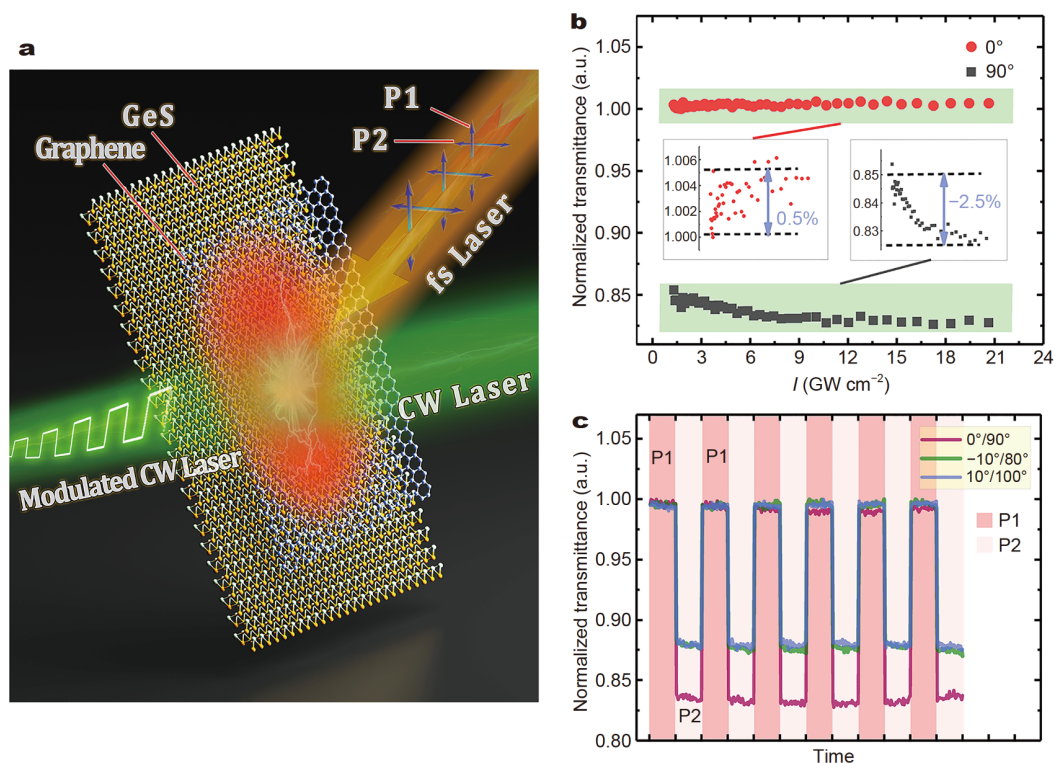 a
GeS
Graphene
P1
P2
fs Laser
CW Laser
Modulated CW Laser
b
Normalized transmittance (a.u.)
1.05
1.00
0.95
0.90
0.85
0°
90°
1.006
1.004
1.002
1.000
0.5%
0.85
0.84
0.83
−2.5%
0 3 6 9 12 15 18 21 24
I (GW cm⁻²)
c
Normalized transmittance (a.u.)
1.05
1.00
0.95
0.90
0.85
0.80
P1 P1
P2
0°/90°
−10°/80°
10°/100°
P1
P2
Time